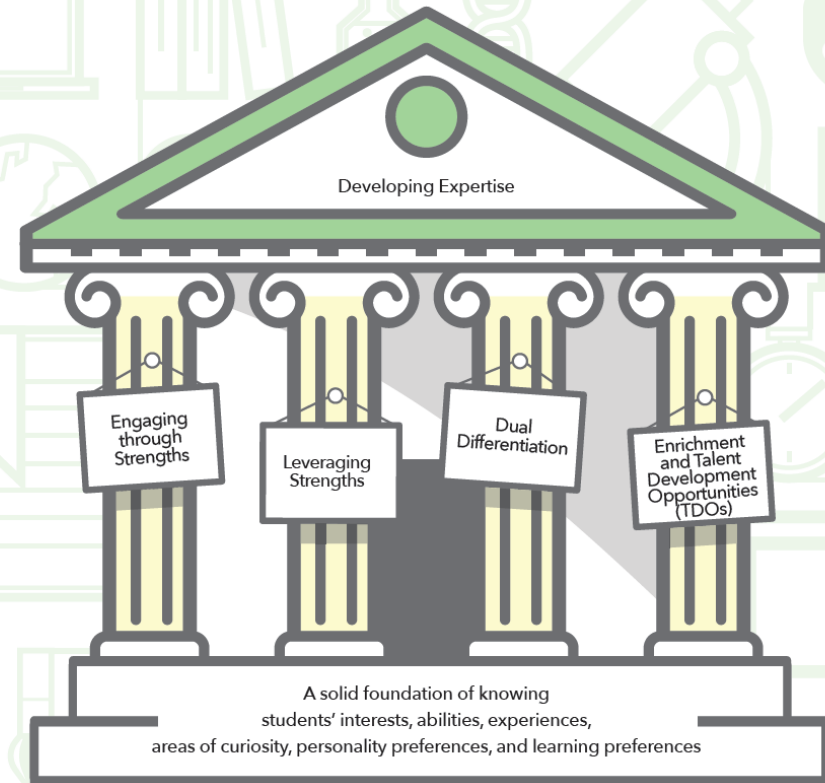 Developing Expertise
Engaging
through
Strengths
Leveraging
Strengths
Dual
Differentiation
Enrichment
and Talent
Development
Opportunities
(TDOs)
A solid foundation of knowing
students’ interests, abilities, experiences,
areas of curiosity, personality preferences, and learning preferences